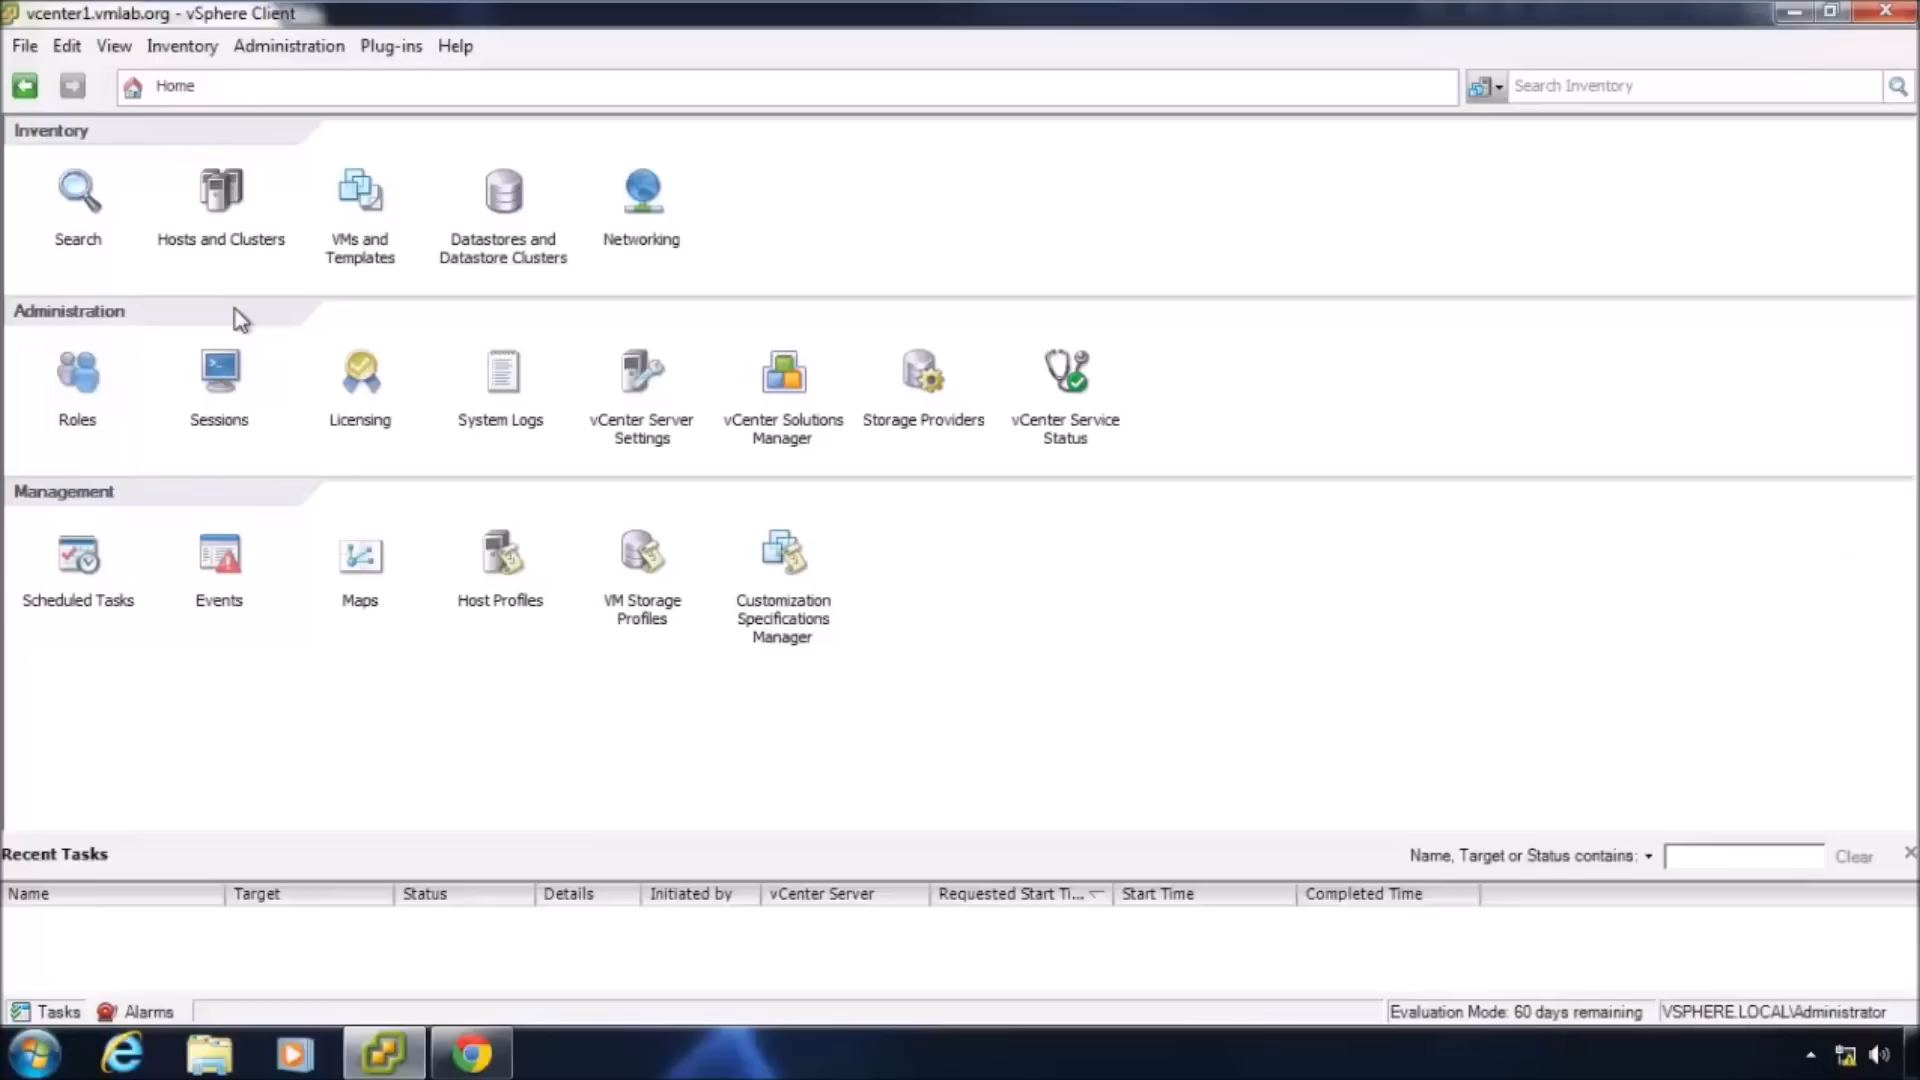 vcenter1.vmlab.org - vSphere Client
File Edit View Inventory Administration Plug-ins Help
Home
Search Inventory
Inventory
Search
Hosts and Clusters
VMs and
Templates
Datastores and
Datastore Clusters
Networking
Administration
Roles
Sessions
Licensing
System Logs
vCenter Server
Settings
vCenter Solutions
Manager
Storage Providers
vCenter Service
Status
Management
Scheduled Tasks
Events
Maps
Host Profiles
VM Storage
Profiles
Customization
Specifications
Manager
Recent Tasks
Name, Target or Status contains:
Clear
Name Target Status Details Initiated by vCenter Server Requested Start Ti... Start Time Completed Time
Tasks Alarms
Evaluation Mode: 60 days remaining
VSPHERE.LOCAL\Administrator